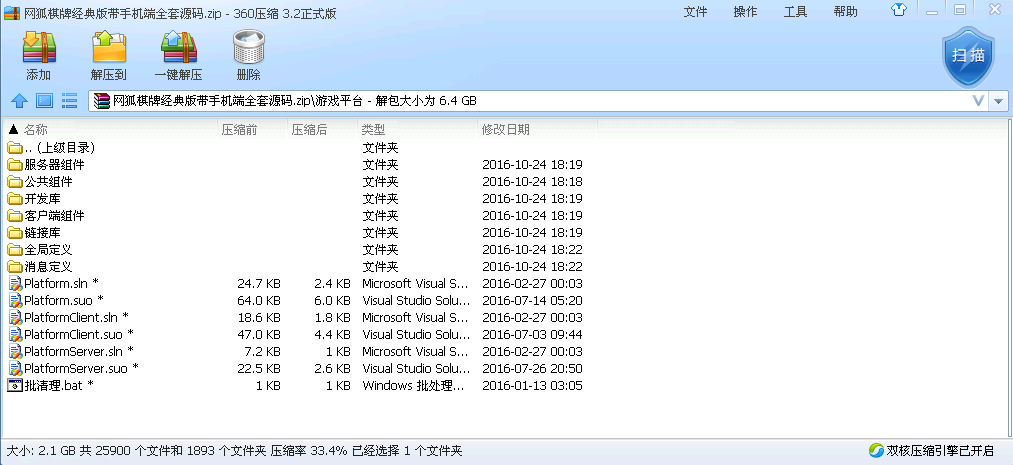 网狐棋牌经典版带手机端全套源码.zip - 360压缩 3.2正式版 文件 操作 工具 帮助
添加 解压到 一键解压 删除 扫描
网狐棋牌经典版带手机端全套源码.zip\游戏平台 - 解包大小为 6.4 GB
名称 压缩前 压缩后 类型 修改日期
.. (上级目录) 文件夹
服务器组件 文件夹 2016-10-24 18:19
公共组件 文件夹 2016-10-24 18:18
开发库 文件夹 2016-10-24 18:19
客户端组件 文件夹 2016-10-24 18:19
链接库 文件夹 2016-10-24 18:19
全局定义 文件夹 2016-10-24 18:22
消息定义 文件夹 2016-10-24 18:22
Platform.sln * 24.7 KB 2.4 KB Microsoft Visual S... 2016-02-27 00:03
Platform.suo * 64.0 KB 6.0 KB Visual Studio Solu... 2016-07-14 05:20
PlatformClient.sln * 18.6 KB 1.8 KB Microsoft Visual S... 2016-02-27 00:03
PlatformClient.suo * 47.0 KB 4.4 KB Visual Studio Solu... 2016-07-03 09:44
PlatformServer.sln * 7.2 KB 1 KB Microsoft Visual S... 2016-02-27 00:03
PlatformServer.suo * 22.5 KB 2.6 KB Visual Studio Solu... 2016-07-26 20:50
批清理.bat * 1 KB 1 KB Windows 批处理... 2016-01-13 03:05
大小: 2.1 GB 共 25900 个文件和 1893 个文件夹 压缩率 33.4% 已经选择 1 个文件夹 双核压缩引擎已开启